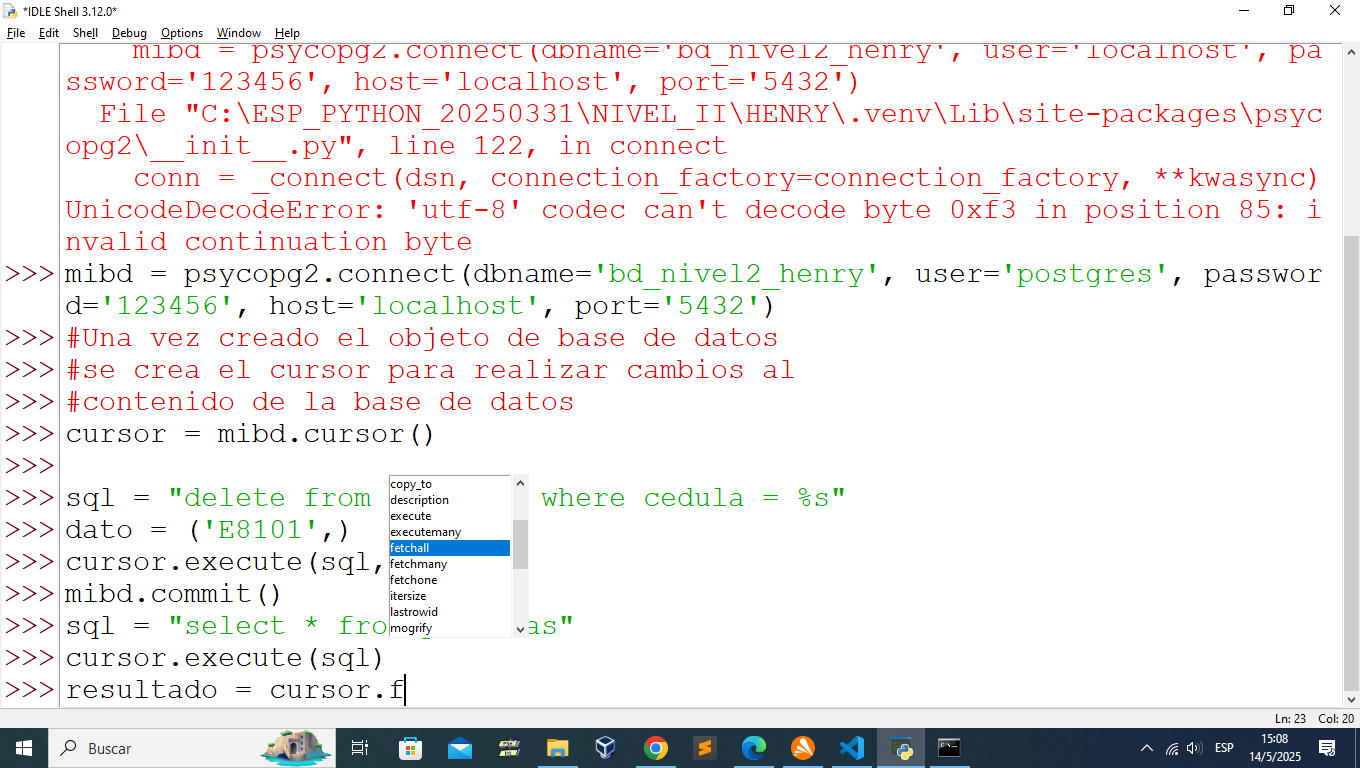 *IDLE Shell 3.12.0*
File Edit Shell Debug Options Window Help
mibd = psycopg2.connect(dbname='bd_nivel2_henry', user='localhost', pa
ssword='123456', host='localhost', port='5432')
File "C:\ESP_PYTHON_20250331\NIVEL_II\HENRY\.venv\Lib\site-packages\psyc
opg2\__init__.py", line 122, in connect
conn = _connect(dsn, connection_factory=connection_factory, **kwasync)
UnicodeDecodeError: 'utf-8' codec can't decode byte 0xf3 in position 85: i
nvalid continuation byte
>>> mibd = psycopg2.connect(dbname='bd_nivel2_henry', user='postgres', passwor
d='123456', host='localhost', port='5432')
>>> #Una vez creado el objeto de base de datos
>>> #se crea el cursor para realizar cambios al
>>> #contenido de la base de datos
>>> cursor = mibd.cursor()
>>>
>>> sql = "delete from where cedula = %s"
>>> dato = ('E8101',)
>>> cursor.execute(sql,
>>> mibd.commit()
>>> sql = "select * fro as"
>>> cursor.execute(sql)
>>> resultado = cursor.f
copy_to
description
execute
executemany
fetchall
fetchmany
fetchone
itersize
lastrowid
mogrify
Ln: 23 Col: 20
Buscar
ESP
15:08
14/5/2025